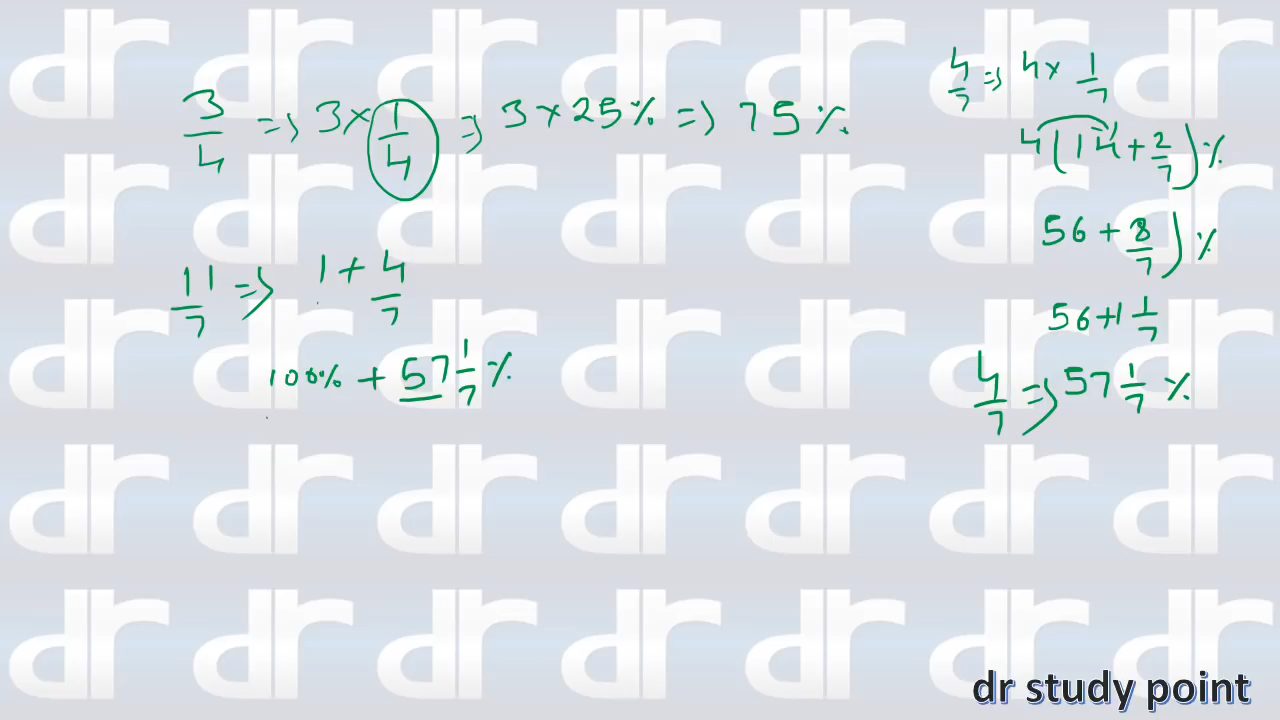 3/4 => 3 × 1/4 => 3 × 25% => 75%
11/7 => 1 + 4/7
100% + 57 1/7 %
4/7 => 4 × 1/7
4(14 + 2/7)%
56 + 8/7)%
56 + 1 1/7
4/7 => 57 1/7 %
dr study point